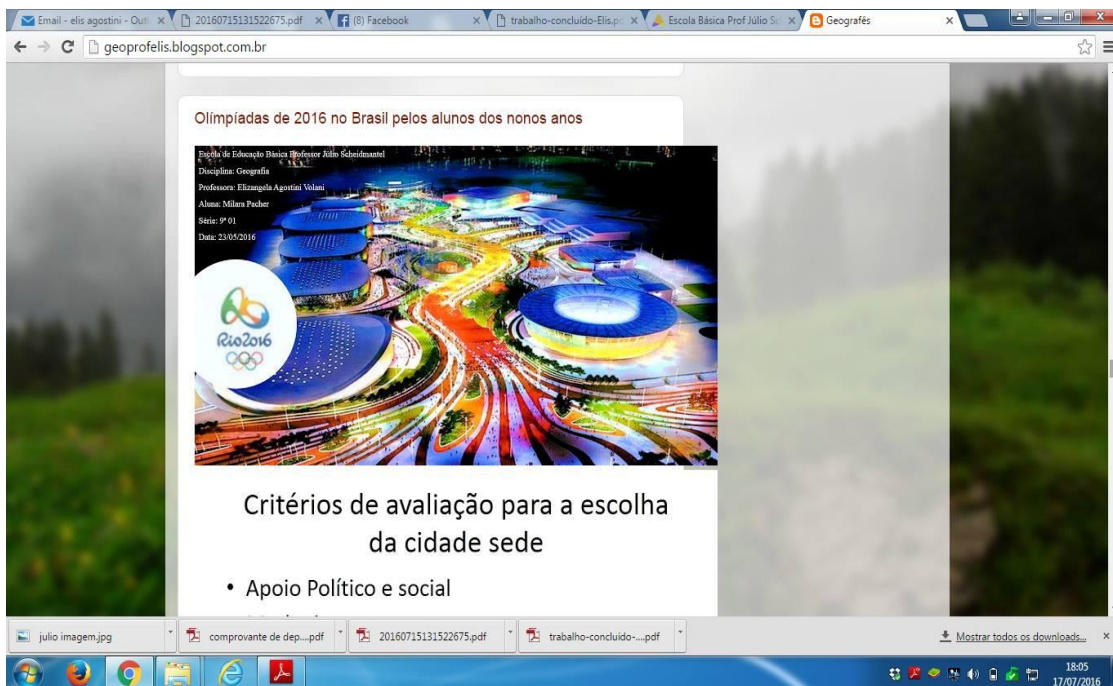 Email - elis agostini - Outl
20160715131522675.pdf
(8) Facebook
trabalho-concluído-Elis.pd
Escola Básica Prof Júlio Sc
Geografés
geoprofelis.blogspot.com.br
Olímpíadas de 2016 no Brasil pelos alunos dos nonos anos
Escola de Educação Básica Professor Júlio Scheidmantel
Disciplina: Geografia
Professora: Elizangela Agostini Volani
Aluna: Milara Pacher
Série: 9º 01
Data: 23/05/2016
Rio2016
Critérios de avaliação para a escolha
da cidade sede
• Apoio Político e social
julio imagem.jpg
comprovante de dep....pdf
20160715131522675.pdf
trabalho-concluido-....pdf
Mostrar todos os downloads...
18:05
17/07/2016